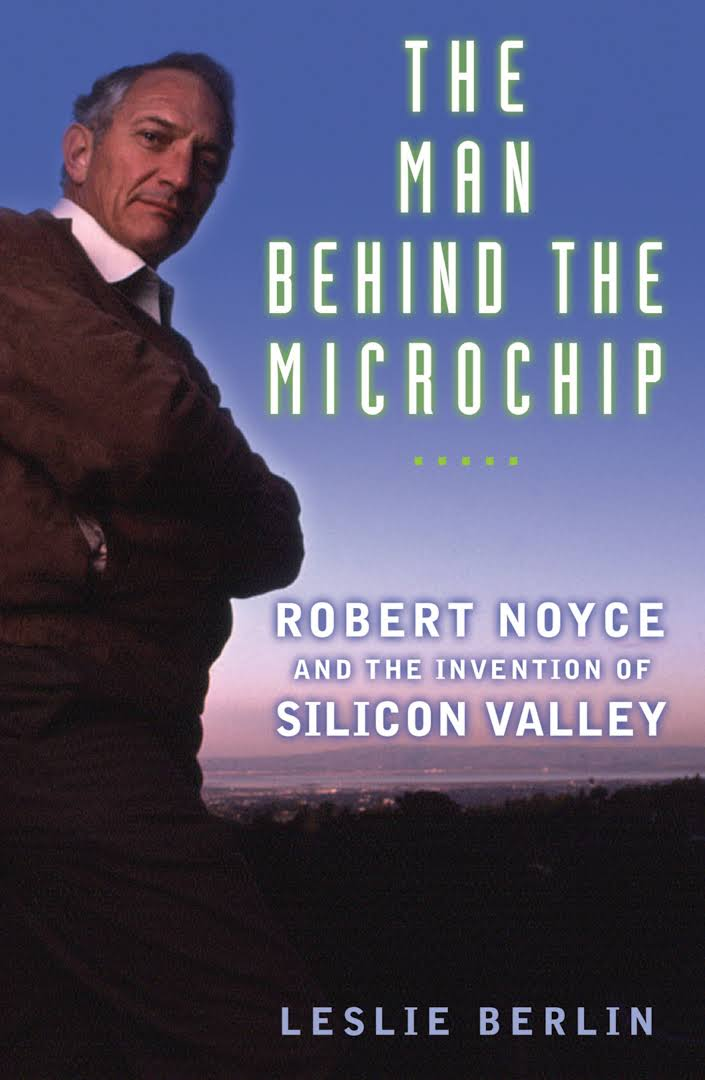 THE
MAN
BEHIND THE
MICROCHIP
ROBERT NOYCE
AND THE INVENTION OF
SILICON VALLEY
LESLIE BERLIN